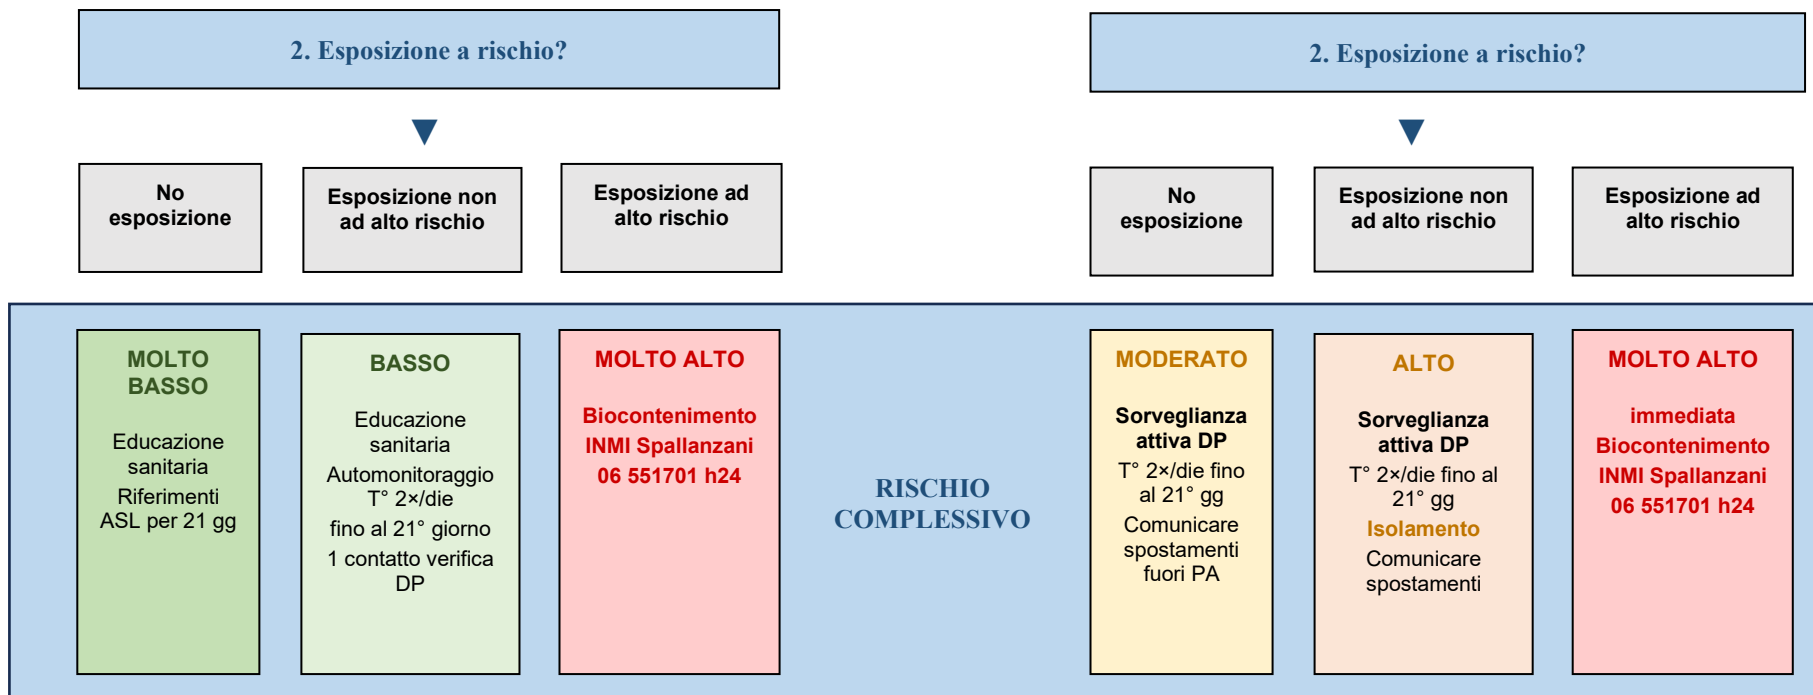 2. Esposizione a rischio?
2. Esposizione a rischio?
▼
▼
No
esposizione
Esposizione non
ad alto rischio
Esposizione ad
alto rischio
No
esposizione
Esposizione non
ad alto rischio
Esposizione ad
alto rischio
MOLTO
BASSO
Educazione
sanitaria
Riferimenti
ASL per 21 gg
BASSO
Educazione
sanitaria
Automonitoraggio
T° 2×/die
fino al 21° giorno
1 contatto verifica
DP
MOLTO ALTO
Biocontenimento
INMI Spallanzani
06 551701 h24
RISCHIO
COMPLESSIVO
MODERATO
Sorveglianza
attiva DP
T° 2×/die fino
al 21° gg
Comunicare
spostamenti
fuori PA
ALTO
Sorveglianza
attiva DP
T° 2×/die fino al
21° gg
Isolamento
Comunicare
spostamenti
MOLTO ALTO
immediata
Biocontenimento
INMI Spallanzani
06 551701 h24